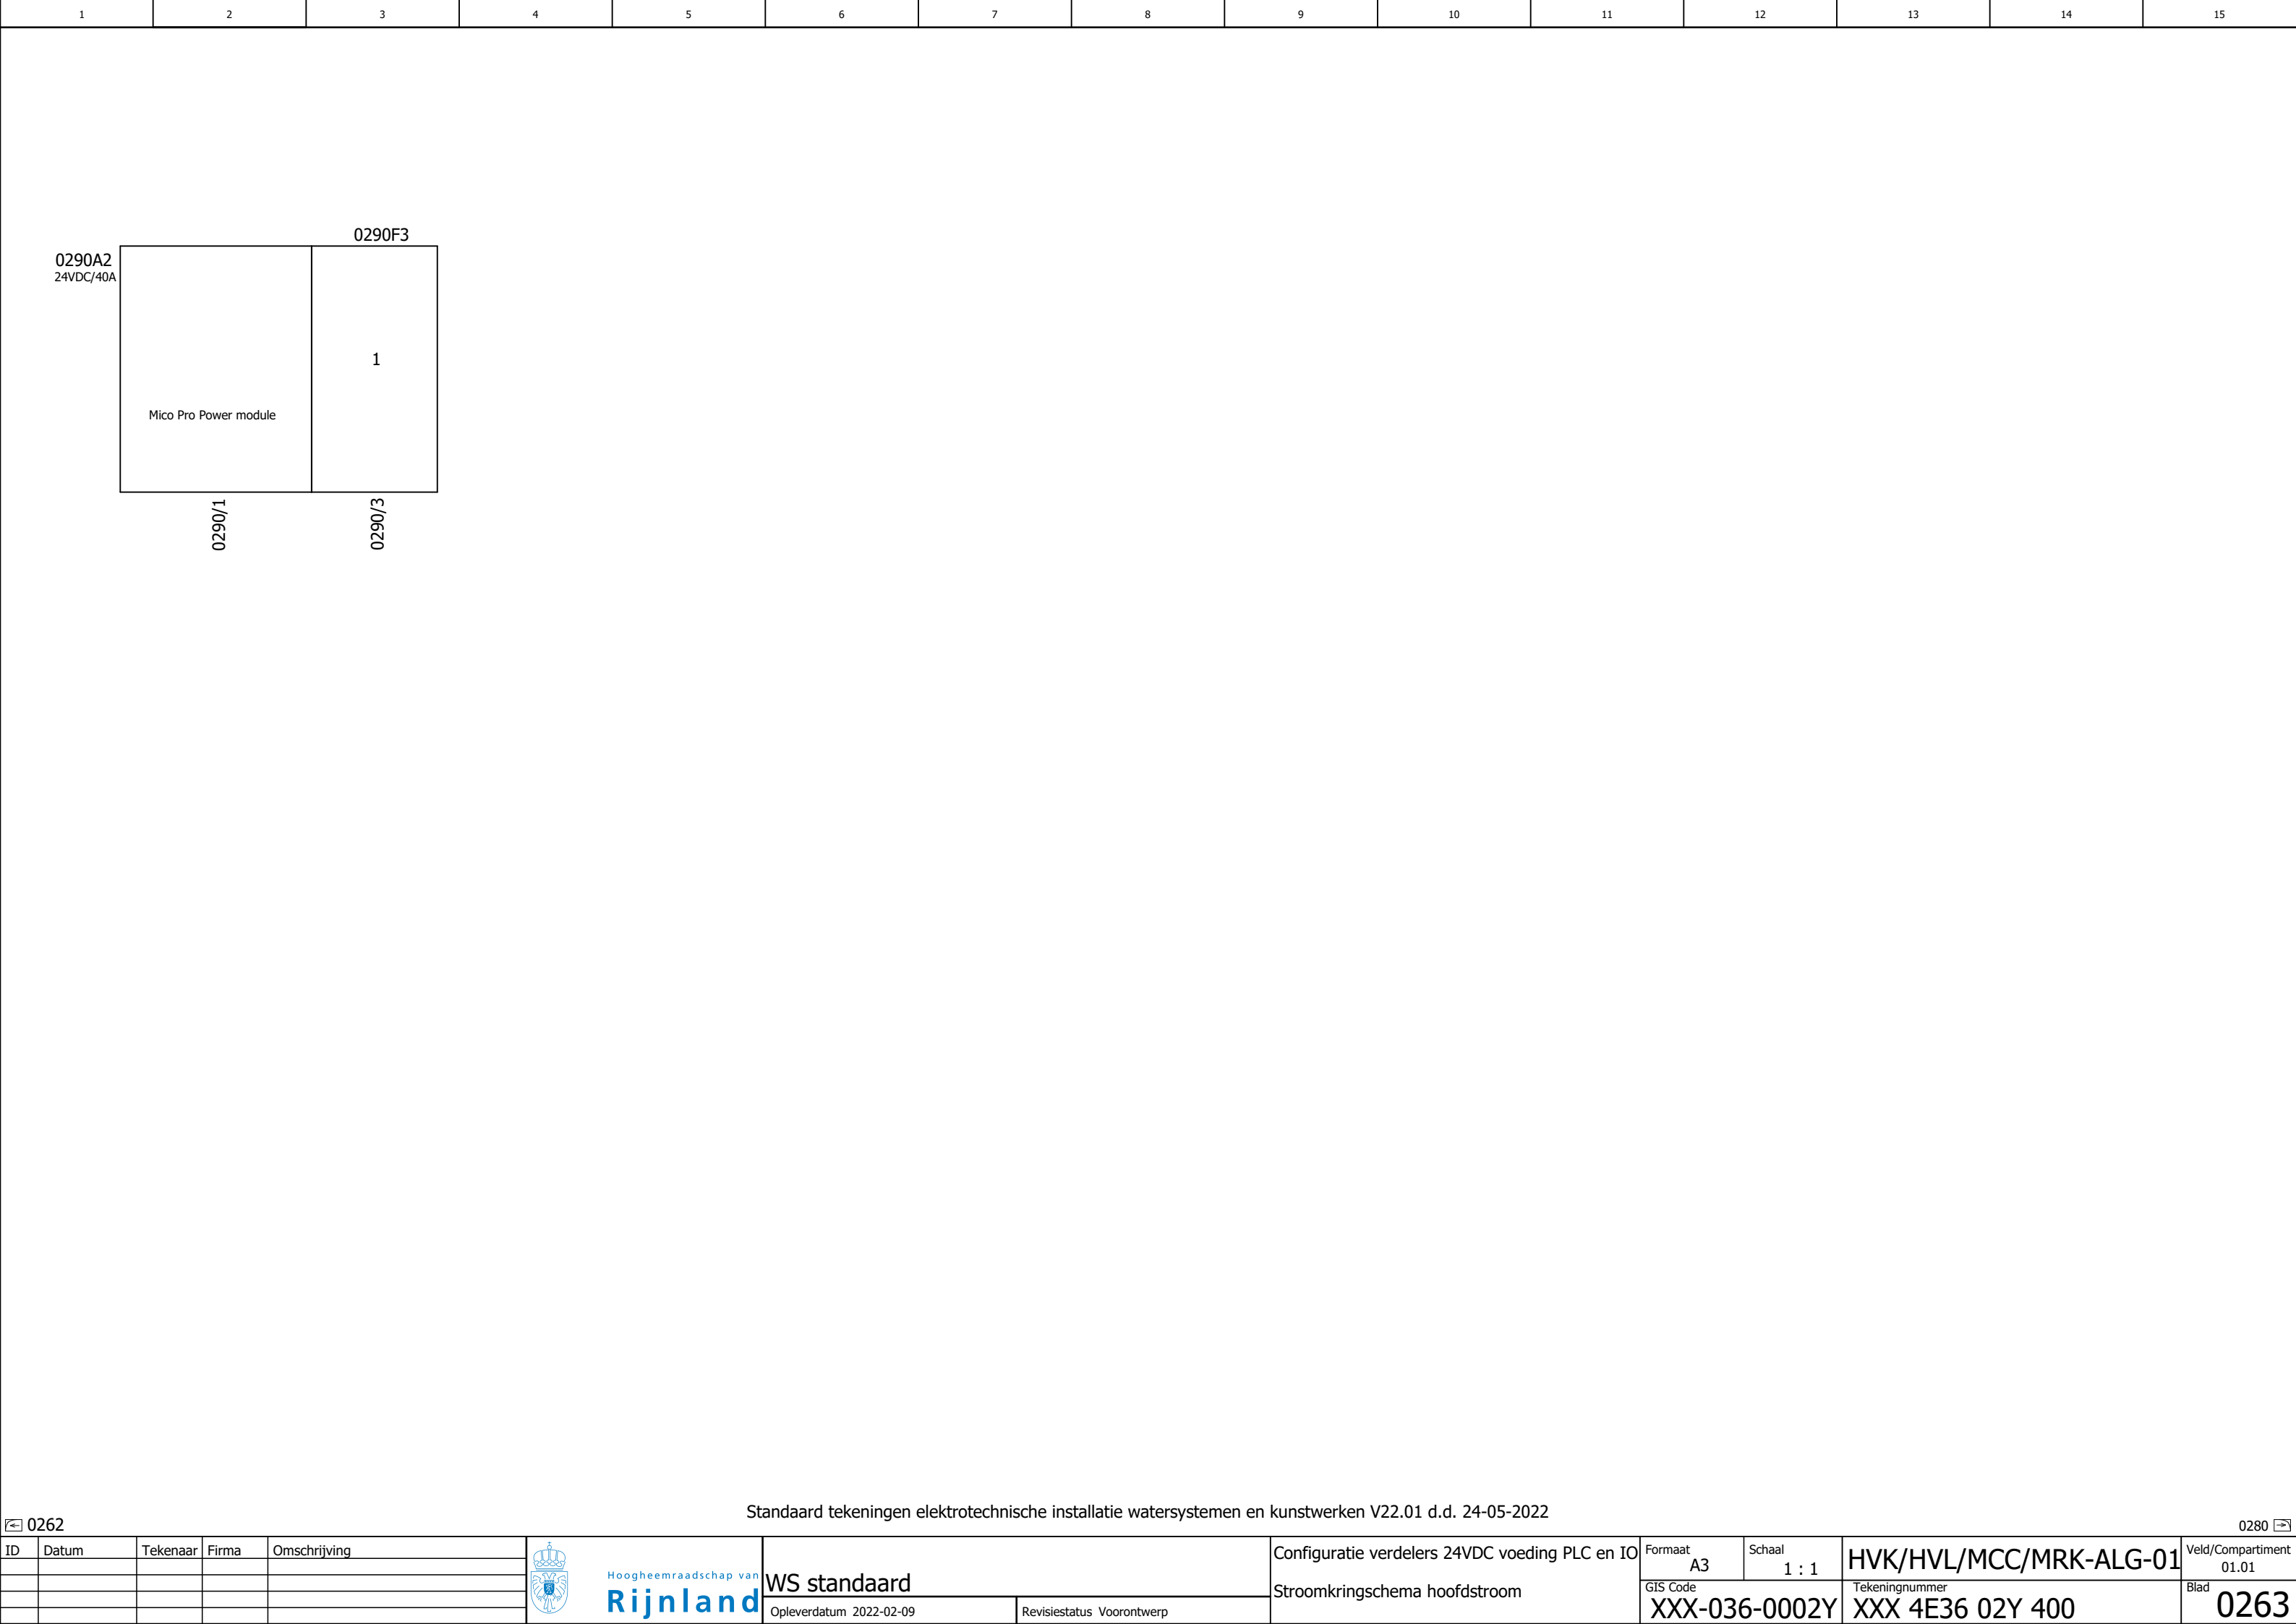 1 2 3 4 5 6 7 8 9 10 11 12 13 14 15
0290F3
0290A2
24VDC/40A
1
Mico Pro Power module
0290/1
0290/3
Standaard tekeningen elektrotechnische installatie watersystemen en kunstwerken V22.01 d.d. 24-05-2022
0262
0280
ID Datum Tekenaar Firma Omschrijving
Hoogheemraadschap van
Rijnland
WS standaard
Opleverdatum 2022-02-09
Revisiestatus Voorontwerp
Configuratie verdelers 24VDC voeding PLC en IO
Stroomkringschema hoofdstroom
Formaat
A3
Schaal
1 : 1
HVK/HVL/MCC/MRK-ALG-01
Veld/Compartiment
01.01
GIS Code
XXX-036-0002Y
Tekeningnummer
XXX 4E36 02Y 400
Blad
0263